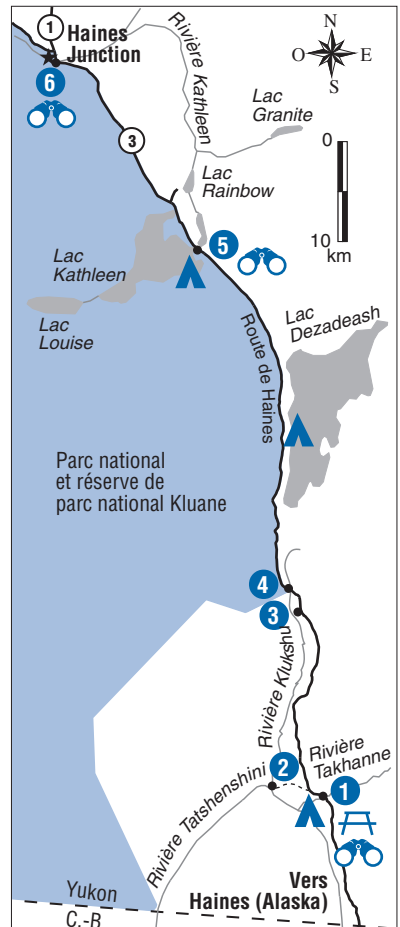 1
Haines
Junction
N
O
E
S
6
Rivière Kathleen
Lac
Granite
3
0
10
km
Lac
Rainbow
5
Lac
Kathleen
Lac
Louise
Lac
Dezadeash
Route de Haines
Parc national
et réserve de
parc national Kluane
4
3
Rivière Klukshu
Rivière
Takhanne
2
1
Rivière Tatshenshini
Vers
Haines (Alaska)
Yukon
C.-B